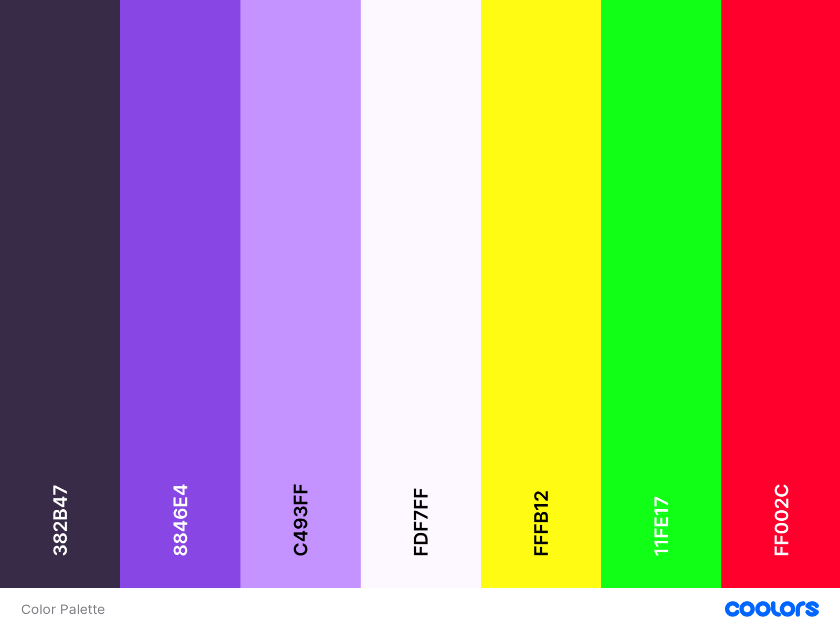 382B47
8846E4
C493FF
FDF7FF
FFFB12
11FE17
FF002C
Color Palette
coolors